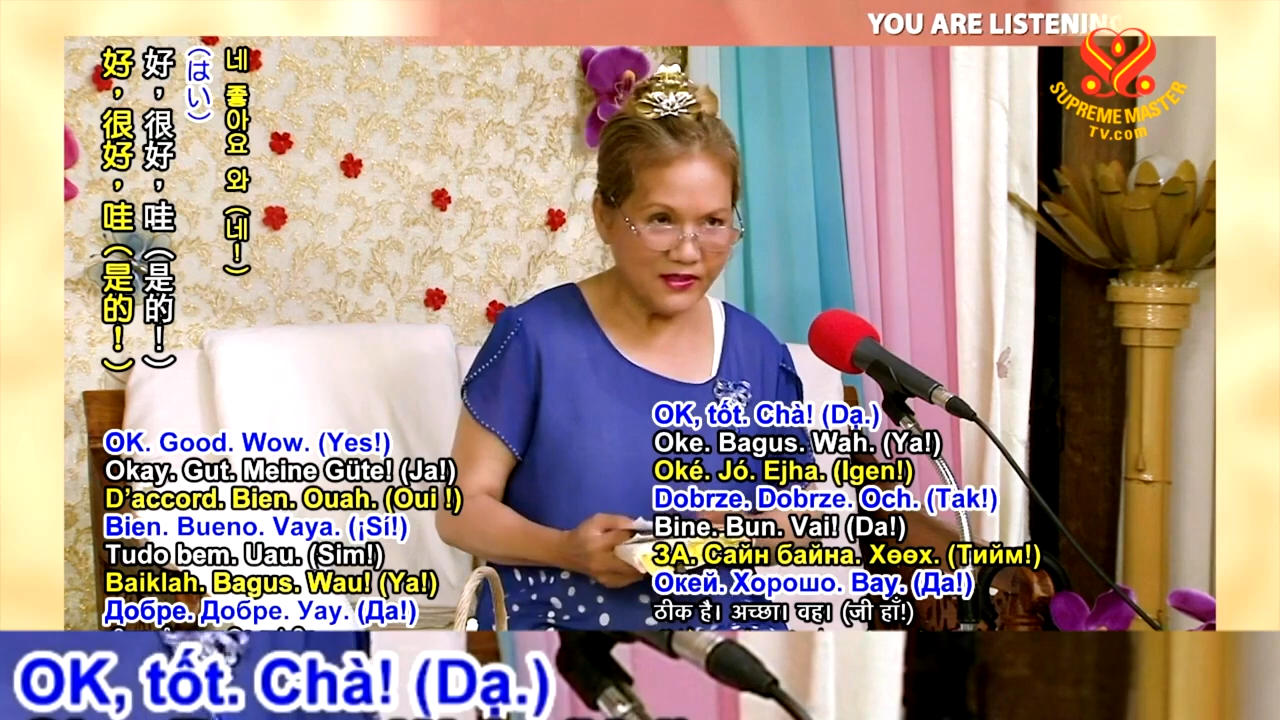 YOU ARE LISTENING
SUPREME MASTER
TV.com
네 좋아요 와 (네!)
(はい)
好，很好，哇（是的！）
好，很好，哇（是的！）
OK. Good. Wow. (Yes!)
Okay. Gut. Meine Güte! (Ja!)
D’accord. Bien. Ouah. (Oui !)
Bien. Bueno. Vaya. (¡Sí!)
Tudo bem. Uau. (Sim!)
Baiklah. Bagus. Wau! (Ya!)
Добре. Добре. Уау. (Да!)
OK, tốt. Chà! (Dạ.)
Oke. Bagus. Wah. (Ya!)
Oké. Jó. Ejha. (Igen!)
Dobrze. Dobrze. Och. (Tak!)
Bine. Bun. Vai! (Da!)
ЗА. Сайн байна. Хөөх. (Тийм!)
Окей. Хорошо. Вау. (Да!)
ठीक है। अच्छा। वह। (जी हाँ!)
OK, tốt. Chà! (Dạ.)